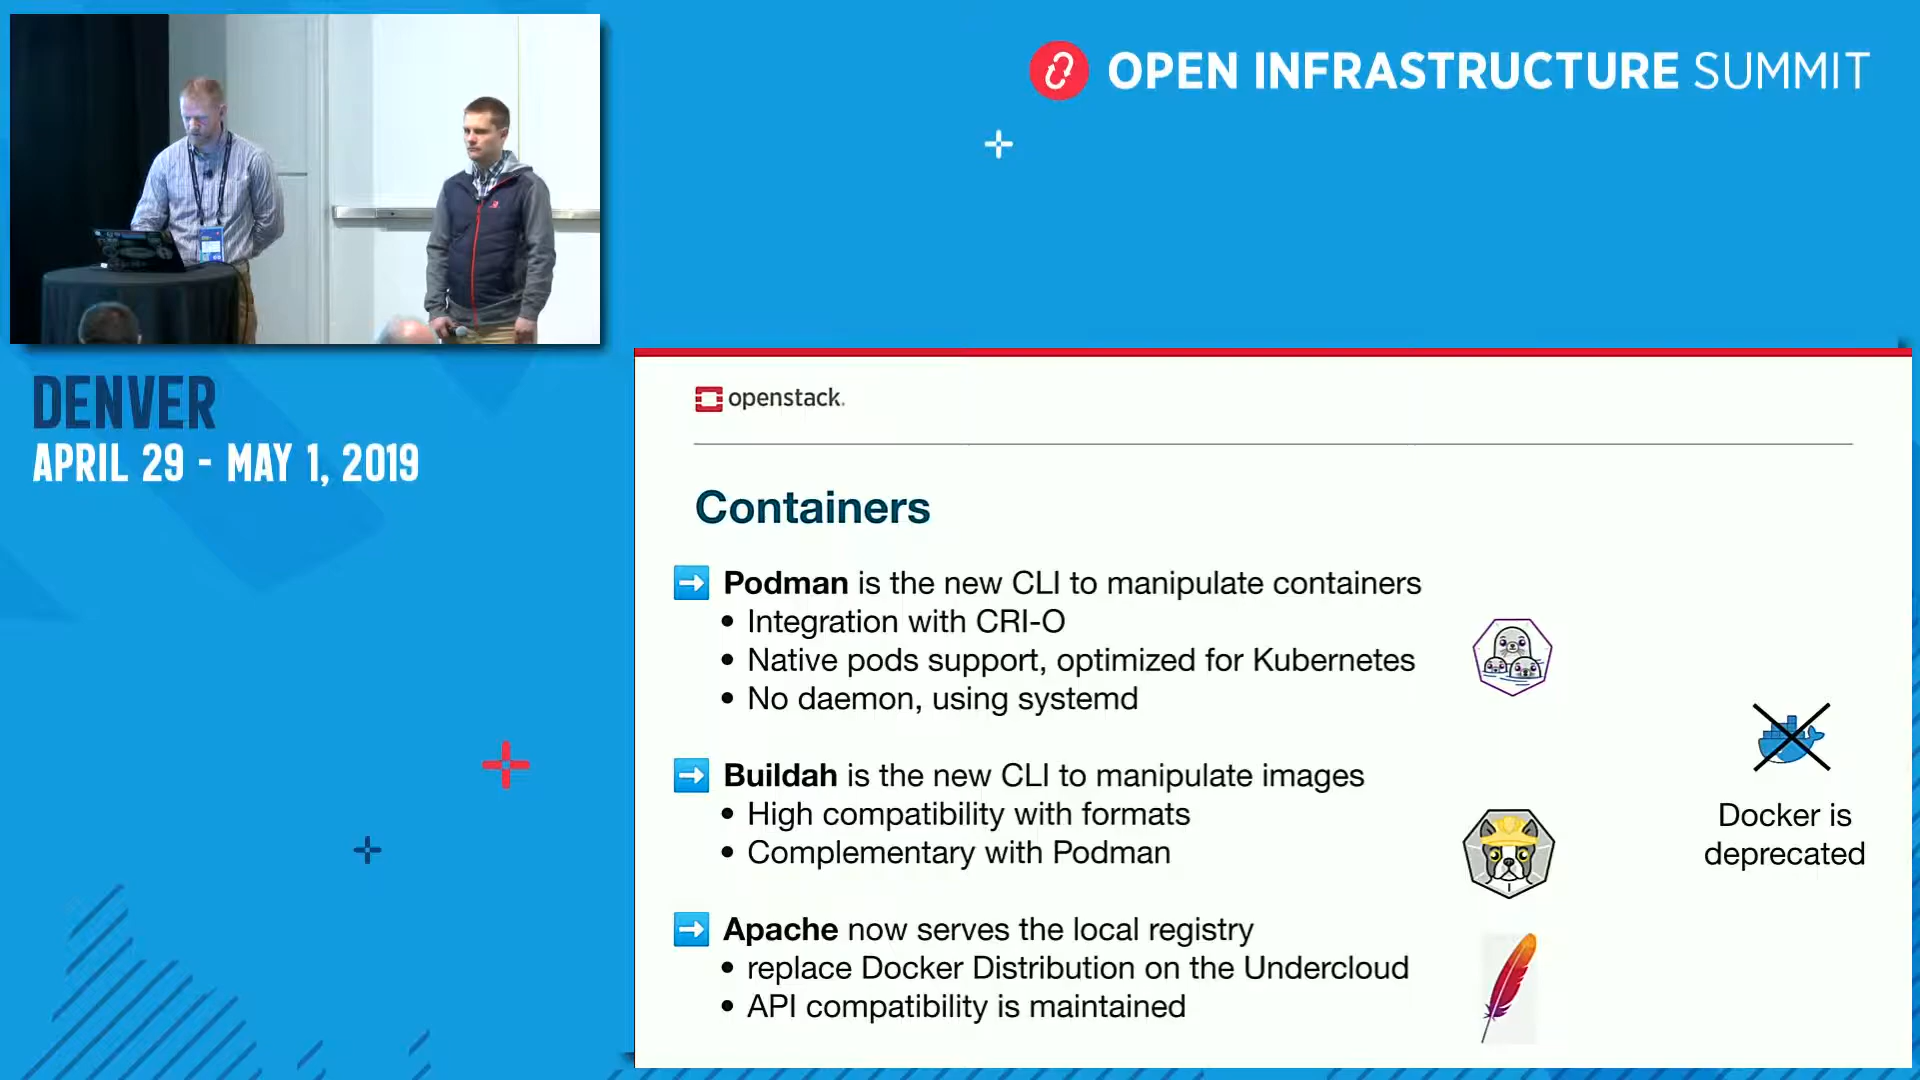 OPEN INFRASTRUCTURE SUMMIT
DENVER
APRIL 29 - MAY 1, 2019
openstack.
Containers
Podman is the new CLI to manipulate containers
• Integration with CRI-O
• Native pods support, optimized for Kubernetes
• No daemon, using systemd
Buildah is the new CLI to manipulate images
• High compatibility with formats
• Complementary with Podman
Apache now serves the local registry
• replace Docker Distribution on the Undercloud
• API compatibility is maintained
Docker is
deprecated